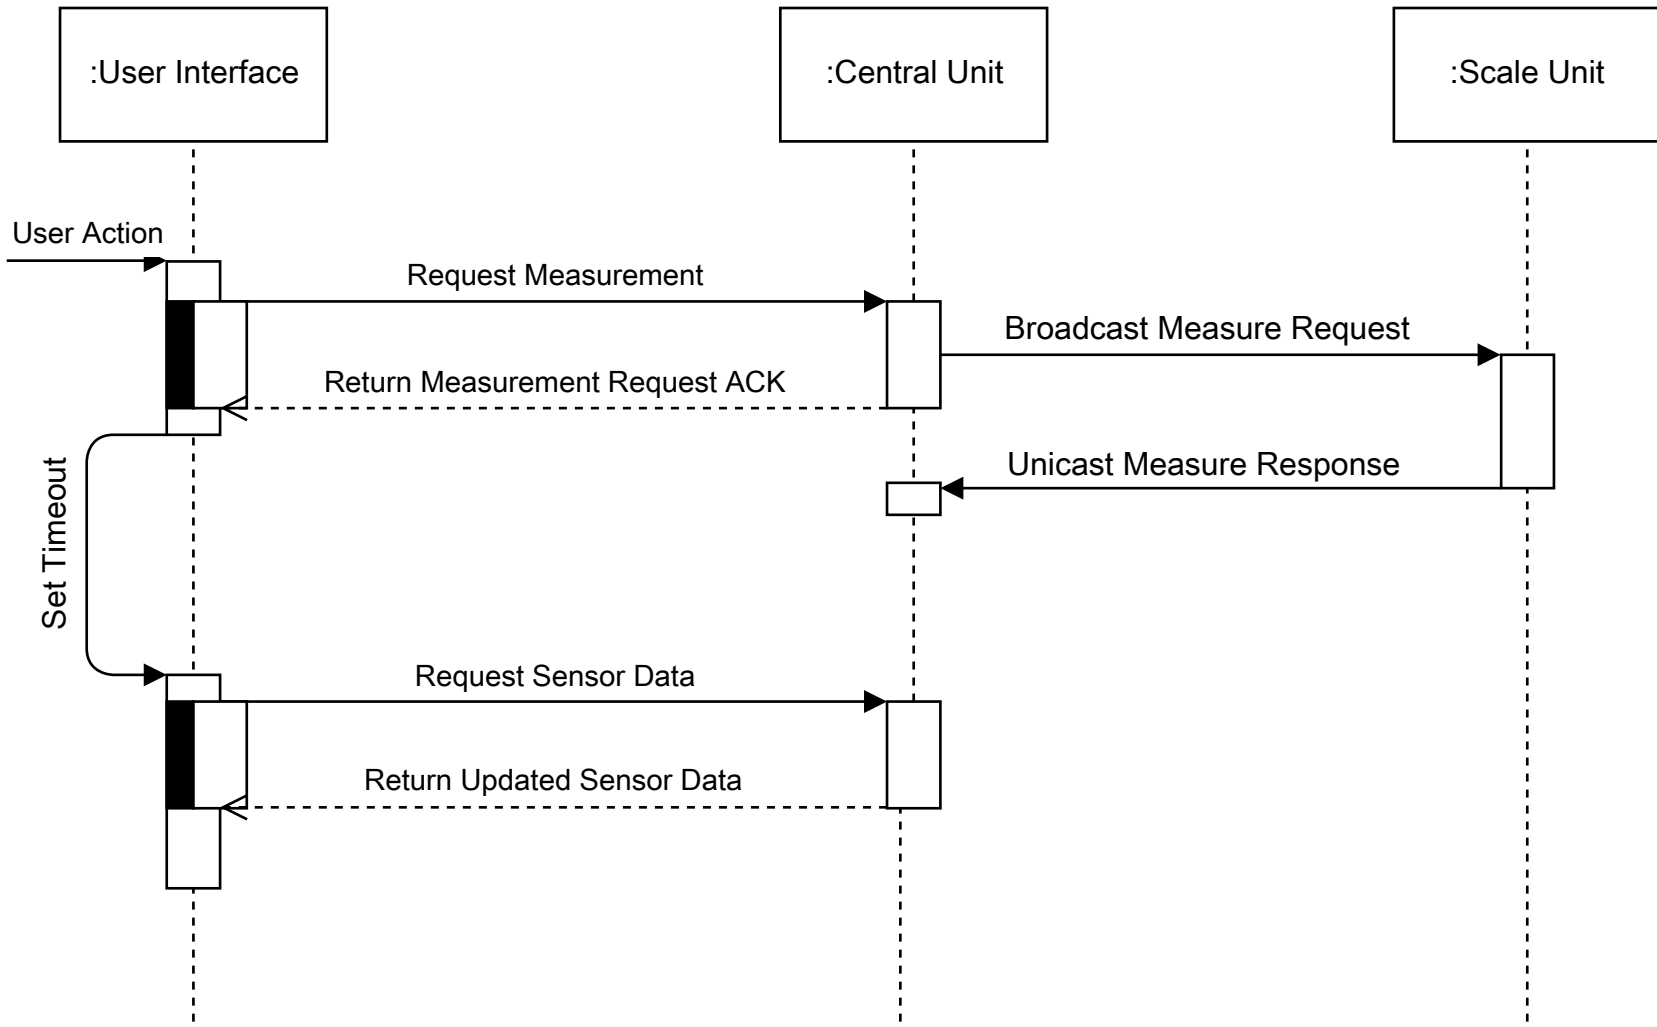 :User Interface
:Central Unit
:Scale Unit
User Action
Request Measurement
Broadcast Measure Request
Return Measurement Request ACK
Unicast Measure Response
Set Timeout
Request Sensor Data
Return Updated Sensor Data